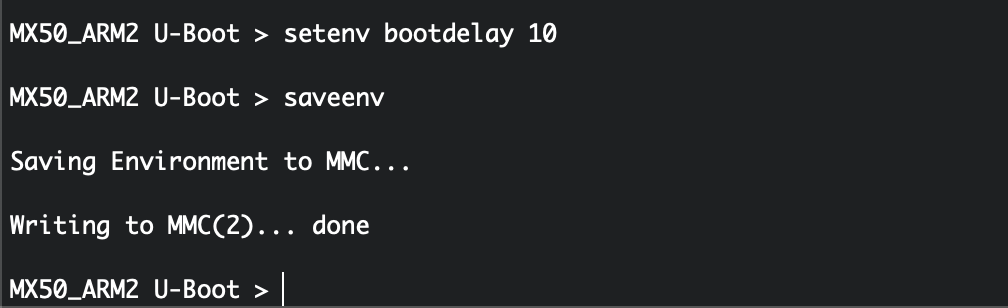 MX50_ARM2 U-Boot > setenv bootdelay 10
MX50_ARM2 U-Boot > saveenv
Saving Environment to MMC...
Writing to MMC(2)... done
MX50_ARM2 U-Boot >